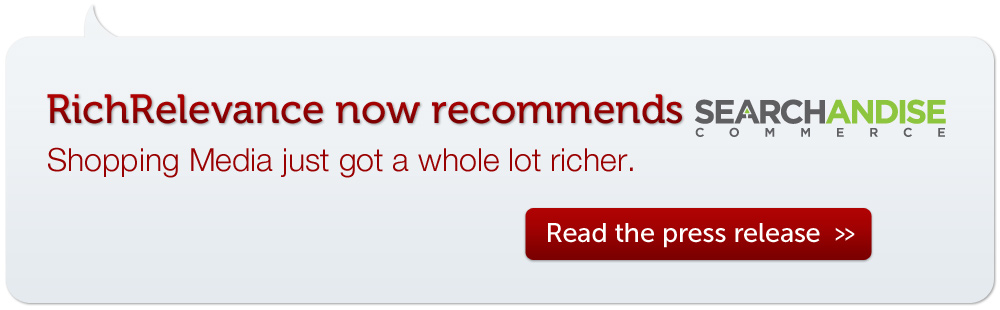 RichRelevance now recommends SEARCHANDISE
COMMERCE
Shopping Media just got a whole lot richer.
Read the press release >>